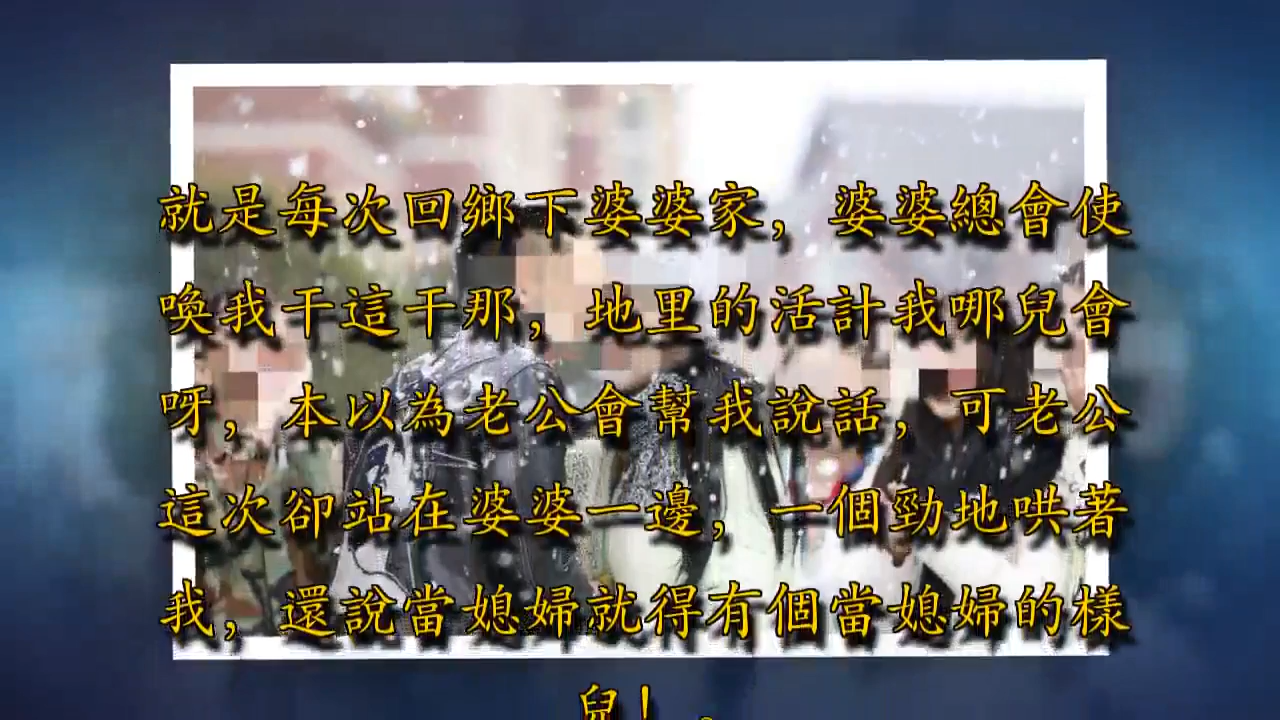 就是每次回鄉下婆婆家，婆婆總會使
喚我干這干那，地里的活計我哪兒會
呀，本以為老公會幫我說話，可老公
這次卻站在婆婆一邊，一個勁地哄著
我，還說當媳婦就得有個當媳婦的樣
兒！.